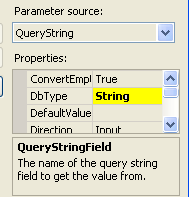 Parameter source:
QueryString
Properties:
ConvertEmpl True
DbType String
DefaultValue
Direction Input
QueryStringField
The name of the query string
field to get the value from.